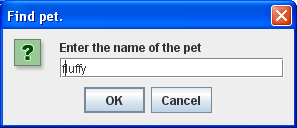 Find pet.
Enter the name of the pet
fluffy
OK Cancel